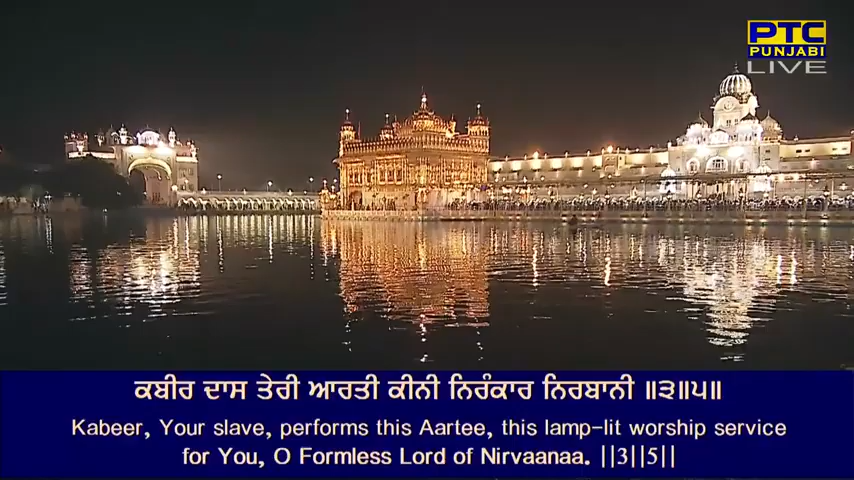 PTC
PUNJABI
LIVE
ਕਬੀਰ ਦਾਸ ਤੇਰੀ ਆਰਤੀ ਕੀਨੀ ਨਿਰੰਕਾਰ ਨਿਰਬਾਨੀ ॥੩॥੫॥
Kabeer, Your slave, performs this Aartee, this lamp-lit worship service
for You, O Formless Lord of Nirvaanaa. ||3||5||